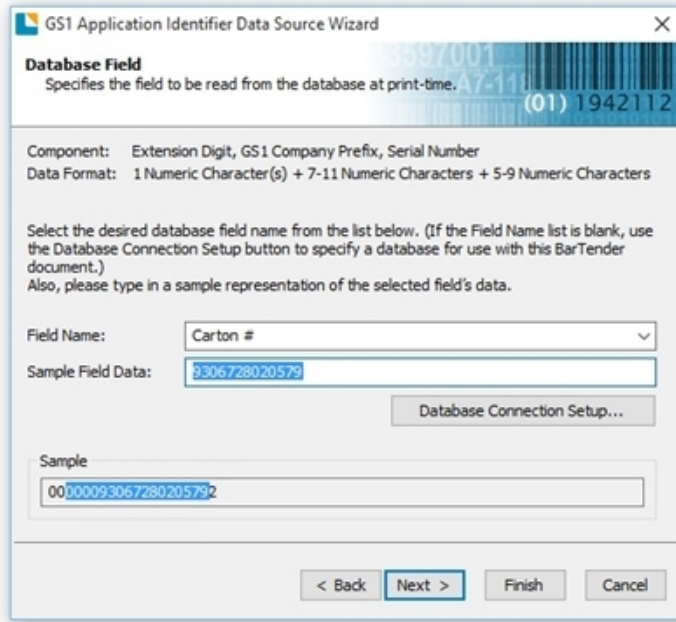 GS1 Application Identifier Data Source Wizard
Database Field
Specifies the field to be read from the database at print-time.
3597001
A7-118
(01) 1942112
Component: Extension Digit, GS1 Company Prefix, Serial Number
Data Format: 1 Numeric Character(s) + 7-11 Numeric Characters + 5-9 Numeric Characters
Select the desired database field name from the list below. (If the Field Name list is blank, use
the Database Connection Setup button to specify a database for use with this BarTender
document.)
Also, please type in a sample representation of the selected field's data.
Field Name: Carton #
Sample Field Data: 9306728020579
Database Connection Setup...
Sample
00000093067280205792
< Back Next > Finish Cancel